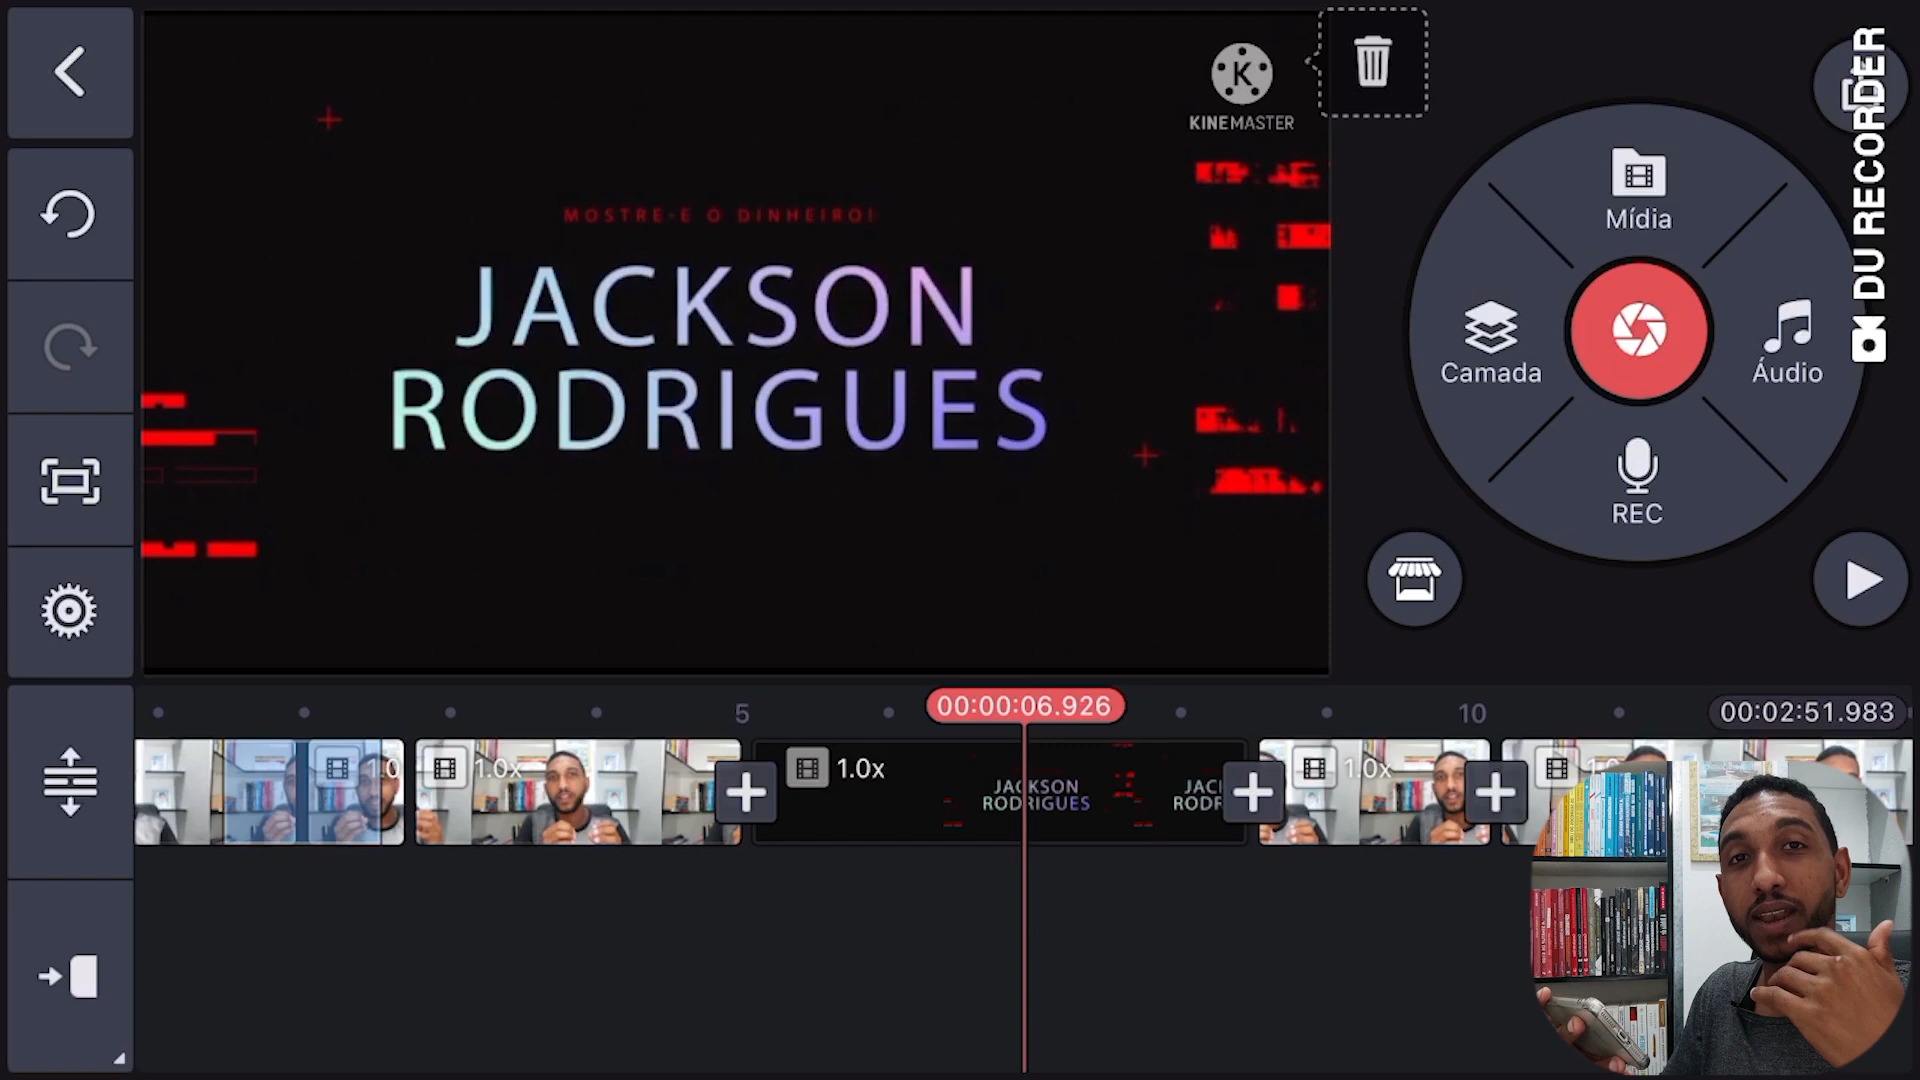 KINEMASTER
MOSTRE-E O DINHEIRO!
JACKSON
RODRIGUES
DU RECORDER
Mídia
Camada
Áudio
REC
5
00:00:06.926
10
00:02:51.983
1.0x
1.0x
1.0x
JACKSON
RODRIGUES